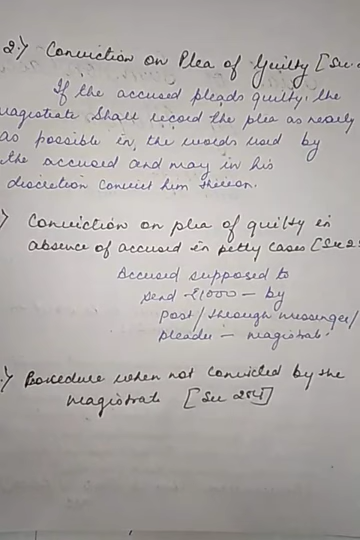 2.) Conviction on Plea of Guilty [Sec. 2
If the accused pleads guilty, the
magistrate shall record the plea as nearly
as possible in, the words used by
the accused and may in his
discretion convict him thereon.
) Conviction on plea of guilty in
absence of accused in petty cases [Sec 25
Accused supposed to
send ₹1000 – by
post/through messenger/
pleader – magistrate
.) Procedure when not convicted by the
magistrate [Sec 254]